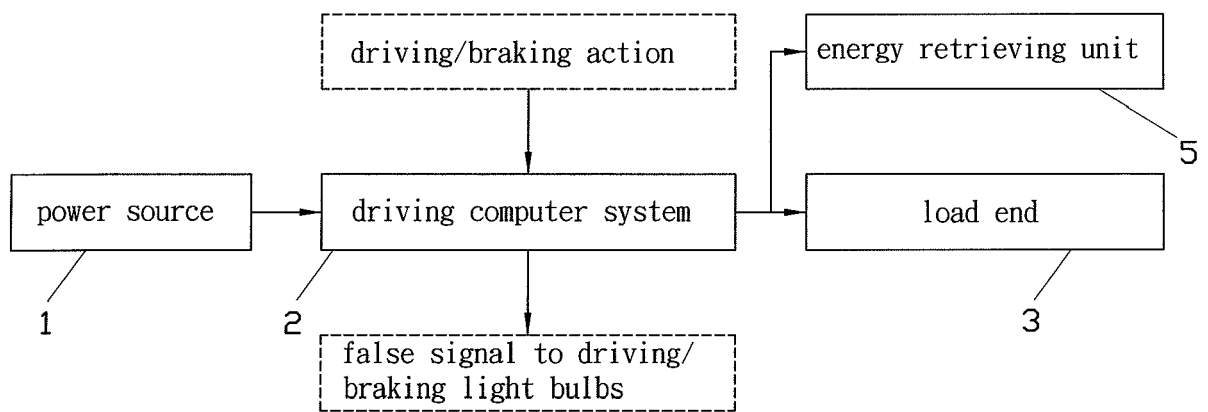 driving/braking action
energy retrieving unit
5
power source
driving computer system
load end
1
2
3
false signal to driving/
braking light bulbs